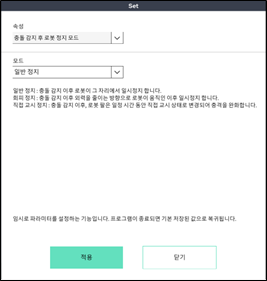 Set
속성
충돌 감지 후 로봇 정지 모드
모드
일반 정지
일반 정지 : 충돌 감지 이후 로봇이 그 자리에서 일시정지 합니다.
회피 정지 : 충돌 감지 이후 외력을 줄이는 방향으로 로봇이 움직인 이후 일시정지 합니다.
직접 교시 정지 : 충돌 감지 이후, 로봇 팔은 일정 시간 동안 직접 교시 상태로 변경되어 충격을 완화합니다.
임시로 파라미터를 설정하는 기능입니다. 프로그램이 종료되면 기본 저장된 값으로 복귀됩니다.
적용
닫기